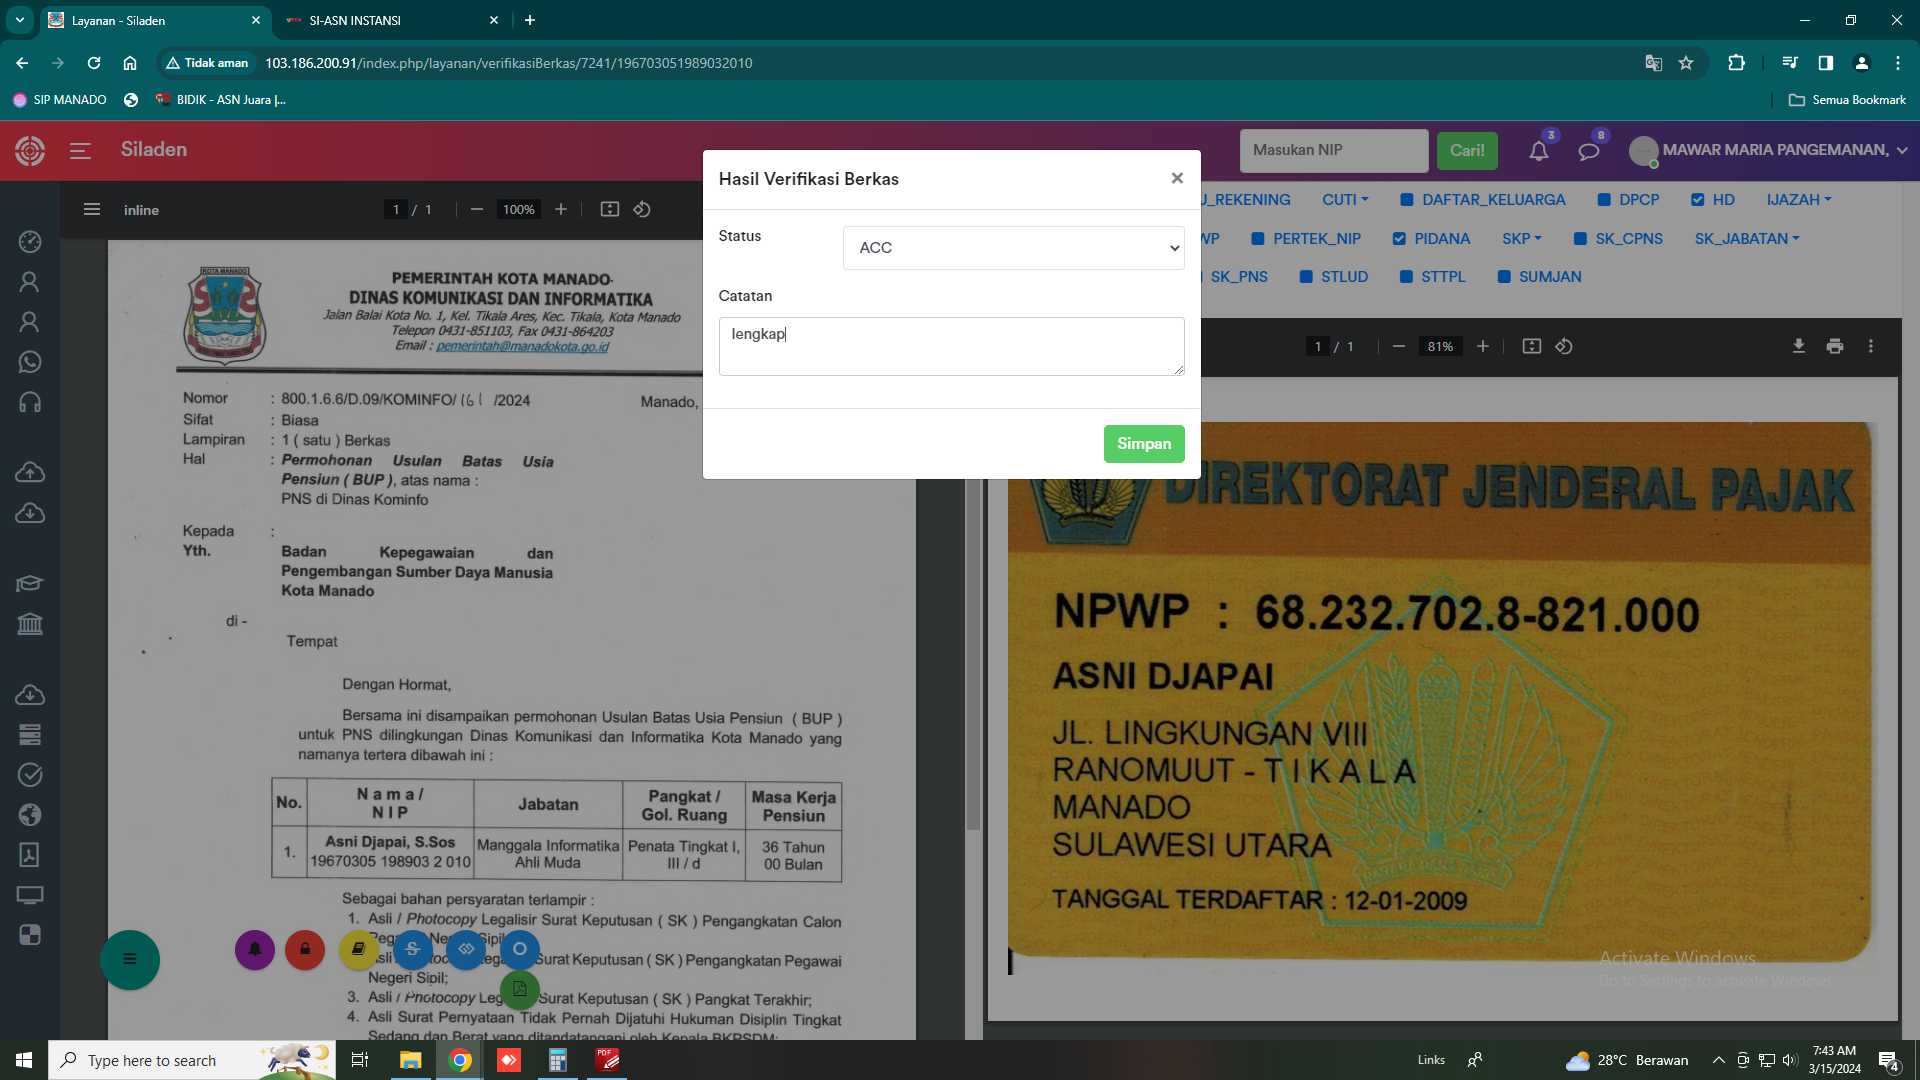 Layanan - Siladen
SI-ASN INSTANSI
Tidak aman
103.186.200.91/index.php/layanan/verifikasiBerkas/7241/196703051989032010
SIP MANADO
BIDIK - ASN Juara |...
Semua Bookmark
Siladen
Masukan NIP
Cari!
3
8
MAWAR MARIA PANGEMANAN,
inline
1 / 1
100%
REKENING
CUTI
DAFTAR_KELUARGA
DPCP
HD
IJAZAH
WP
PERTEK_NIP
PIDANA
SKP
SK_CPNS
SK_JABATAN
SK_PNS
STLUD
STTPL
SUMJAN
1 / 1
81%
Hasil Verifikasi Berkas
×
Status
ACC
Catatan
lengkap
Simpan
KOTA MANADO
PEMERINTAH KOTA MANADO
DINAS KOMUNIKASI DAN INFORMATIKA
Jalan Balai Kota No. 1, Kel. Tikala Ares, Kec. Tikala, Kota Manado
Telepon 0431-851103, Fax 0431-864203
Email : pemerintah@manadokota.go.id
Nomor : 800.1.6.6/D.09/KOMINFO/161 /2024
Manado,
Sifat : Biasa
Lampiran : 1 ( satu ) Berkas
Hal : Permohonan Usulan Batas Usia
Pensiun ( BUP ), atas nama :
PNS di Dinas Kominfo
Kepada :
Yth. Badan Kepegawaian dan
Pengembangan Sumber Daya Manusia
Kota Manado
di -
Tempat
Dengan Hormat,
Bersama ini disampaikan permohonan Usulan Batas Usia Pensiun ( BUP )
untuk PNS dilingkungan Dinas Komunikasi dan Informatika Kota Manado yang
namanya tertera dibawah ini :
No. N a m a / N I P Jabatan Pangkat / Gol. Ruang Masa Kerja Pensiun
1. Asni Djapai, S.Sos 19670305 198903 2 010 Manggala Informatika Ahli Muda Penata Tingkat I, III / d 36 Tahun 00 Bulan
Sebagai bahan persyaratan terlampir :
1. Asli / Photocopy Legalisir Surat Keputusan ( SK ) Pengangkatan Calon
Surat Keputusan ( SK ) Pengangkatan Pegawai
Negeri Sipil;
3. Asli / Photocopy Surat Keputusan ( SK ) Pangkat Terakhir;
4. Asli Surat Pernyataan Tidak Pernah Dijatuhi Hukuman Disiplin Tingkat
Sedang dan Berat yang ditandatangani oleh Kepala BKPSDM;
DIREKTORAT JENDERAL PAJAK
NPWP : 68.232.702.8-821.000
ASNI DJAPAI
JL. LINGKUNGAN VIII
RANOMUUT - T I K A L A
MANADO
SULAWESI UTARA
TANGGAL TERDAFTAR : 12-01-2009
Activate Windows
Go to Settings to activate Windows.
Type here to search
Links
28°C Berawan
7:43 AM
3/15/2024
4